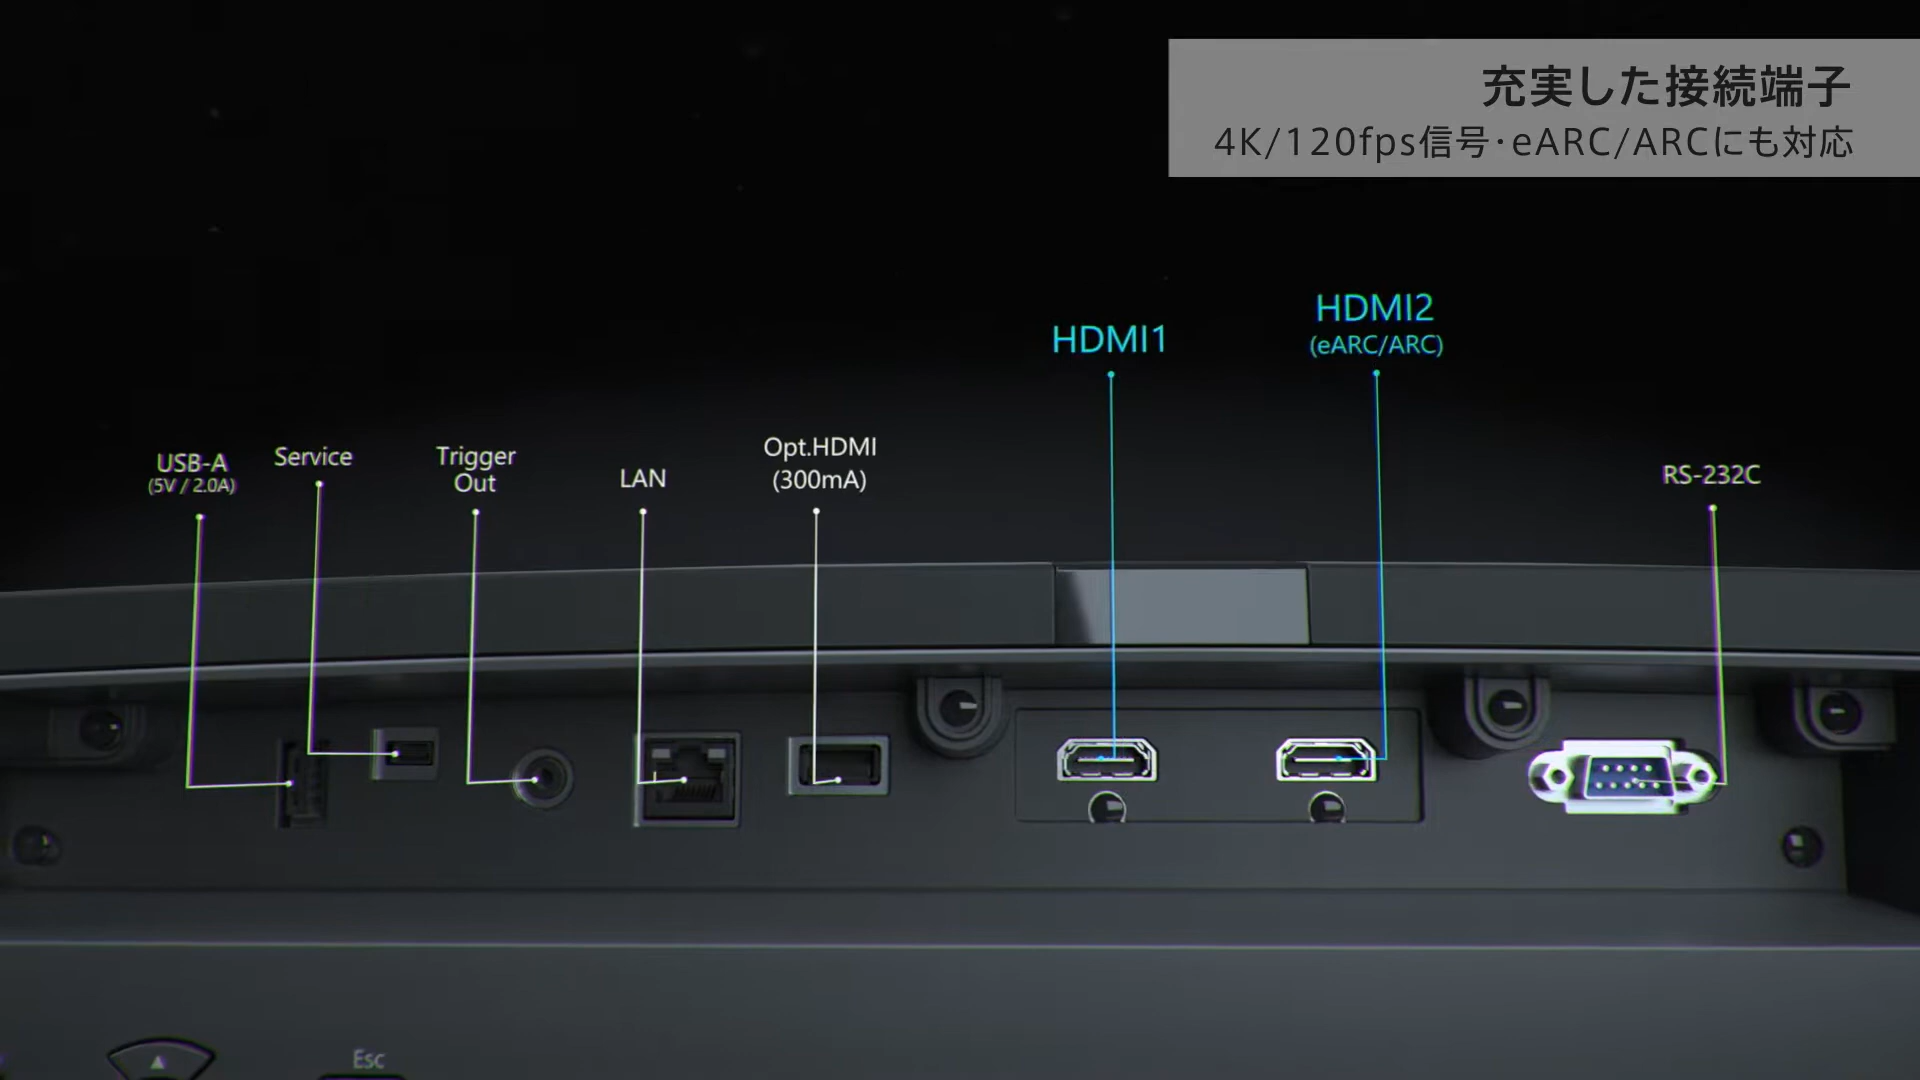 充実した接続端子
4K/120fps信号·eARC/ARCにも対応
HDMI1
HDMI2
(eARC/ARC)
USB-A
(5V / 2.0A)
Service
Trigger
Out
LAN
Opt.HDMI
(300mA)
RS-232C
Esc